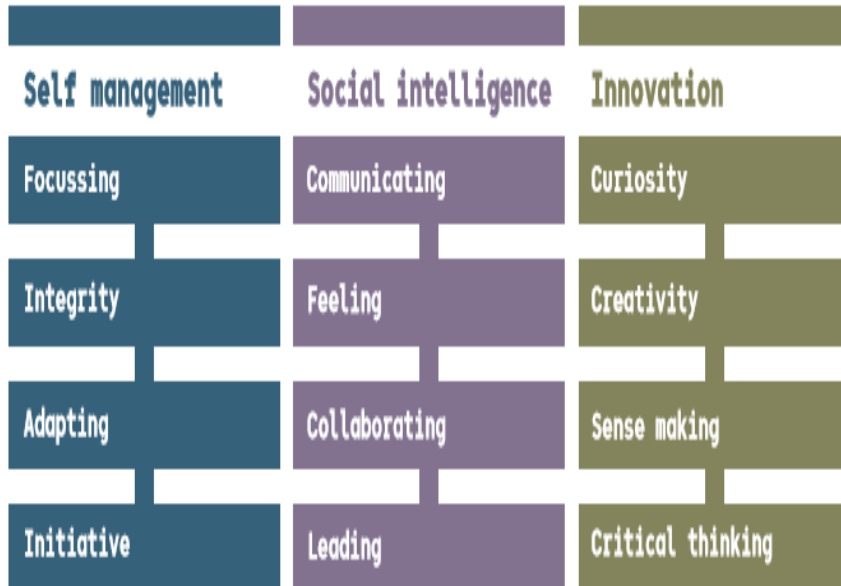 Self management
Focussing
Integrity
Adapting
Initiative
Social intelligence
Communicating
Feeling
Collaborating
Leading
Innovation
Curiosity
Creativity
Sense making
Critical thinking